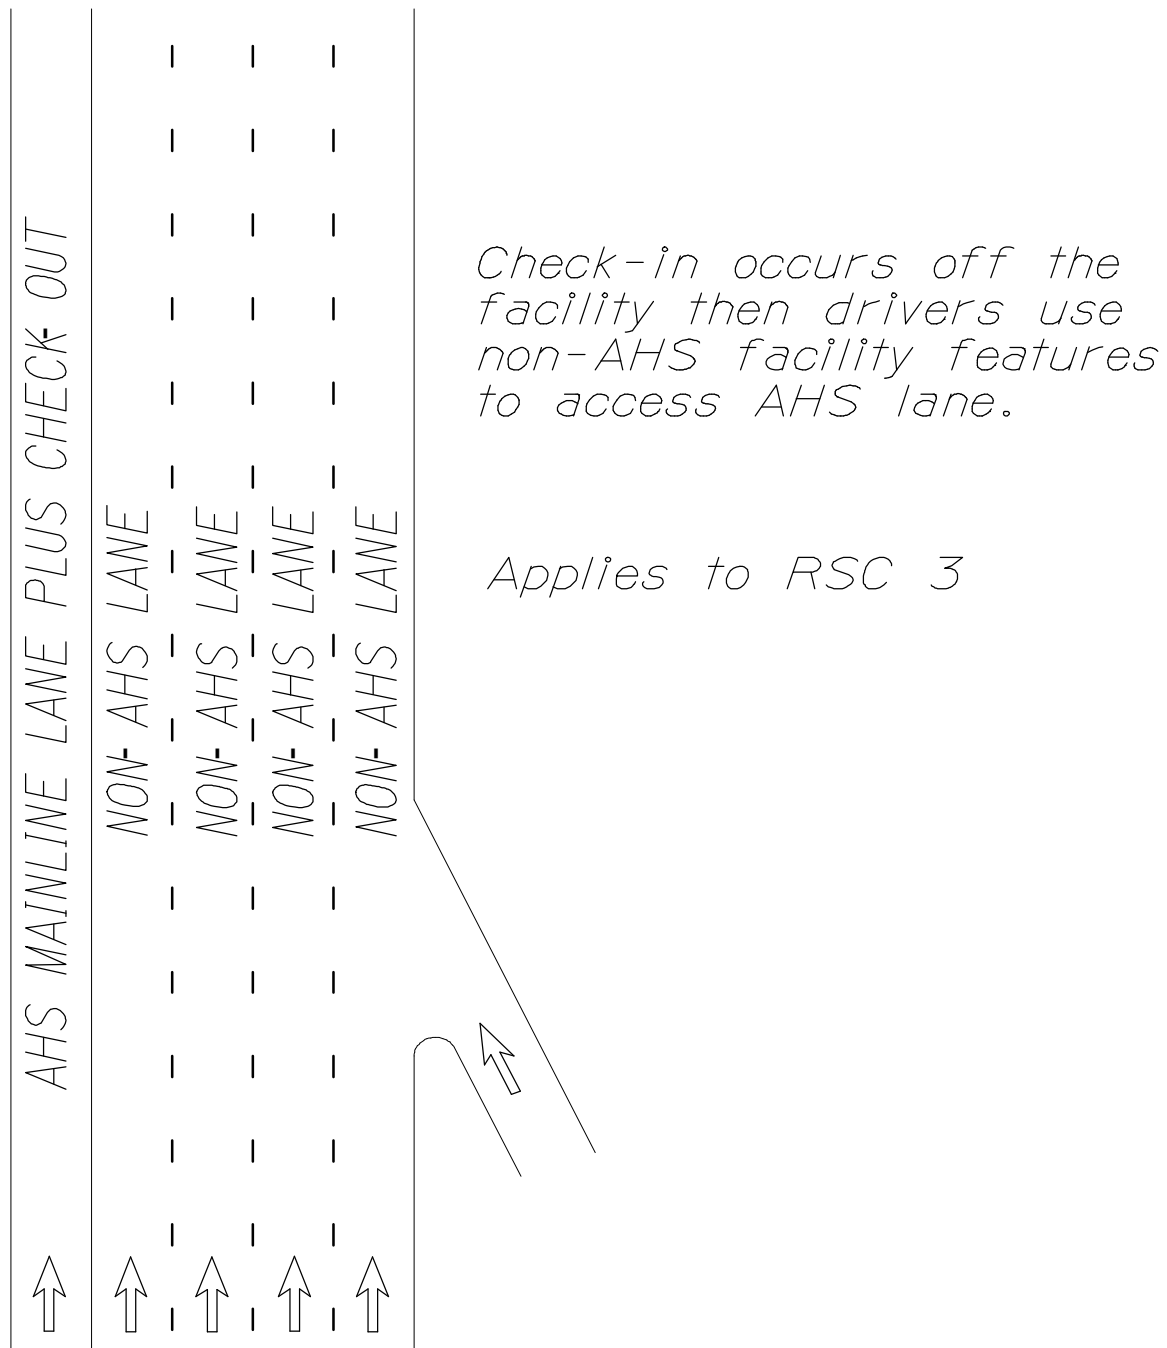 AHS MAINLINE LANE PLUS CHECK-OUT
NON-AHS LANE
NON-AHS LANE
NON-AHS LANE
NON-AHS LANE
Check-in occurs off the
facility then drivers use
non-AHS facility features
to access AHS lane.
Applies to RSC 3